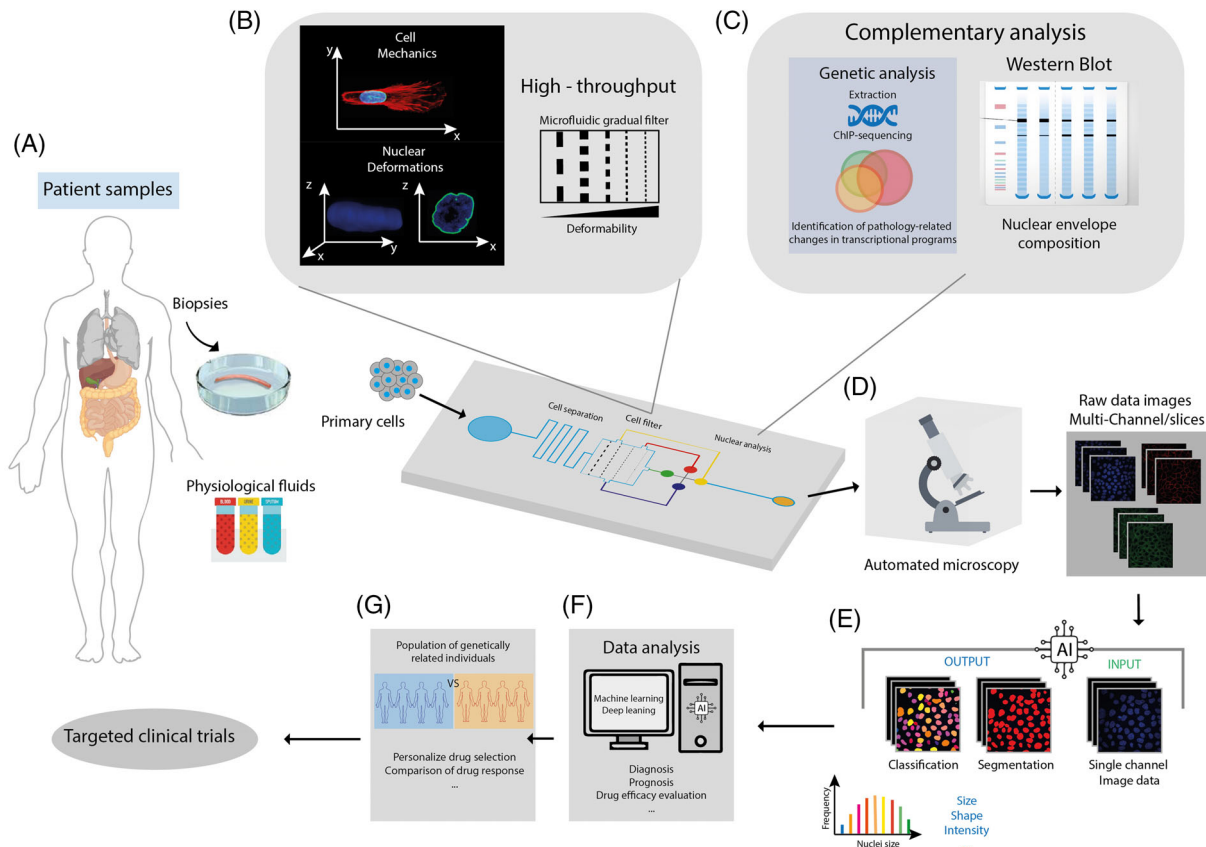 (A)
Patient samples
Biopsies
Physiological fluids
BLOOD
URINE
SPUTUM
(B)
Cell
Mechanics
y
x
Nuclear
Deformations
z
y
x
z
x
High - throughput
Microfluidic gradual filter
Deformability
(C)
Complementary analysis
Genetic analysis
Extraction
ChIP-sequencing
Identification of pathology-related
changes in transcriptional programs
Western Blot
Nuclear envelope
composition
Primary cells
Cell separation
Cell filter
Nuclear analysis
(D)
Automated microscopy
Raw data images
Multi-Channel/slices
(E)
AI
OUTPUT
INPUT
Classification
Segmentation
Single channel
Image data
Frequency
Nuclei size
Size
Shape
Intensity
(F)
Data analysis
Machine learning
Deep leaning
AI
Diagnosis
Prognosis
Drug efficacy evaluation
...
(G)
Population of genetically
related individuals
VS
Personalize drug selection
Comparison of drug response
...
Targeted clinical trials